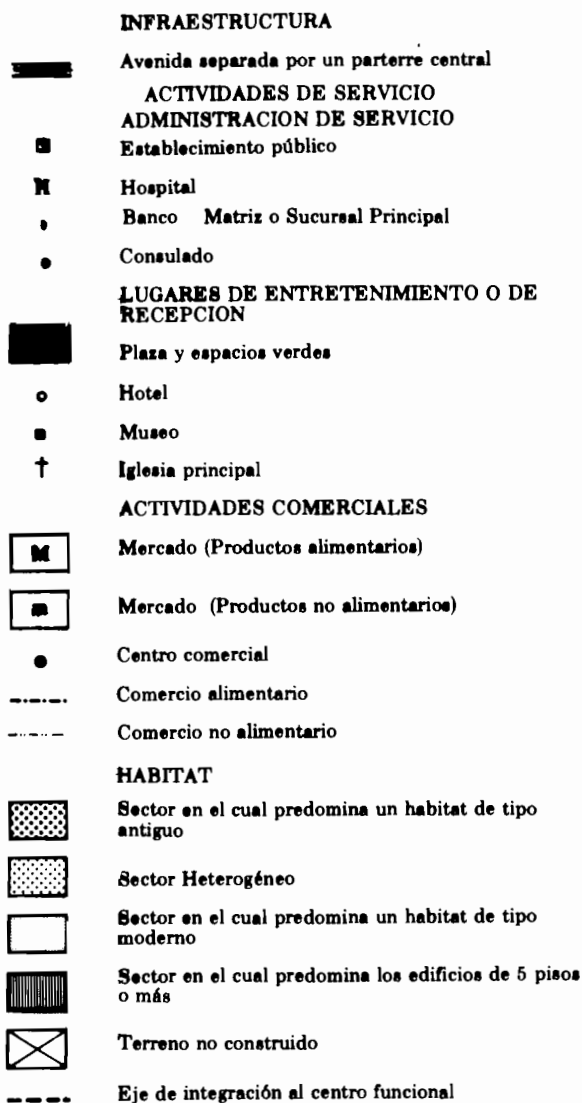 INFRAESTRUCTURA
Avenida separada por un parterre central
ACTIVIDADES DE SERVICIO
ADMINISTRACION DE SERVICIO
Establecimiento público
H Hospital
Banco Matriz o Sucursal Principal
Consulado
LUGARES DE ENTRETENIMIENTO O DE
RECEPCION
Plaza y espacios verdes
Hotel
Museo
Iglesia principal
ACTIVIDADES COMERCIALES
M Mercado (Productos alimentarios)
m Mercado (Productos no alimentarios)
Centro comercial
Comercio alimentario
Comercio no alimentario
HABITAT
Sector en el cual predomina un habitat de tipo
antiguo
Sector Heterogéneo
Sector en el cual predomina un habitat de tipo
moderno
Sector en el cual predomina los edificios de 5 pisos
o más
Terreno no construido
Eje de integración al centro funcional